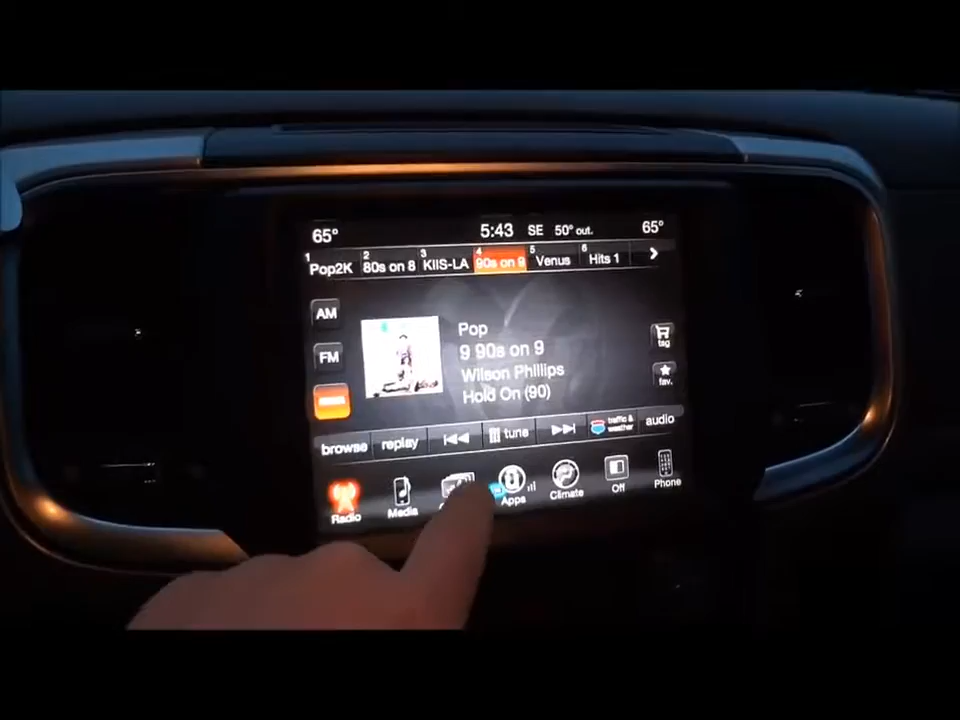 65° 5:43 SE 50° out. 65°
1 Pop2K 2 80s on 8 3 KIIS-LA 4 90s on 9 5 Venus 6 Hits 1
AM
FM
Pop
9 90s on 9
Wilson Phillips
Hold On (90)
tag
fav.
browse replay tune traffic & weather audio
Radio Media Apps Climate Off Phone